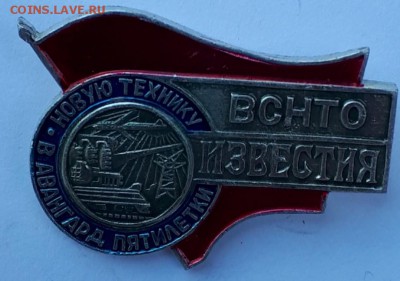 COINS.LAVE.RU
НОВУЮ ТЕХНИКУ
В АВАНГАРД ПЯТИЛЕТКИ
ВСНТО
ИЗВЕСТИЯ